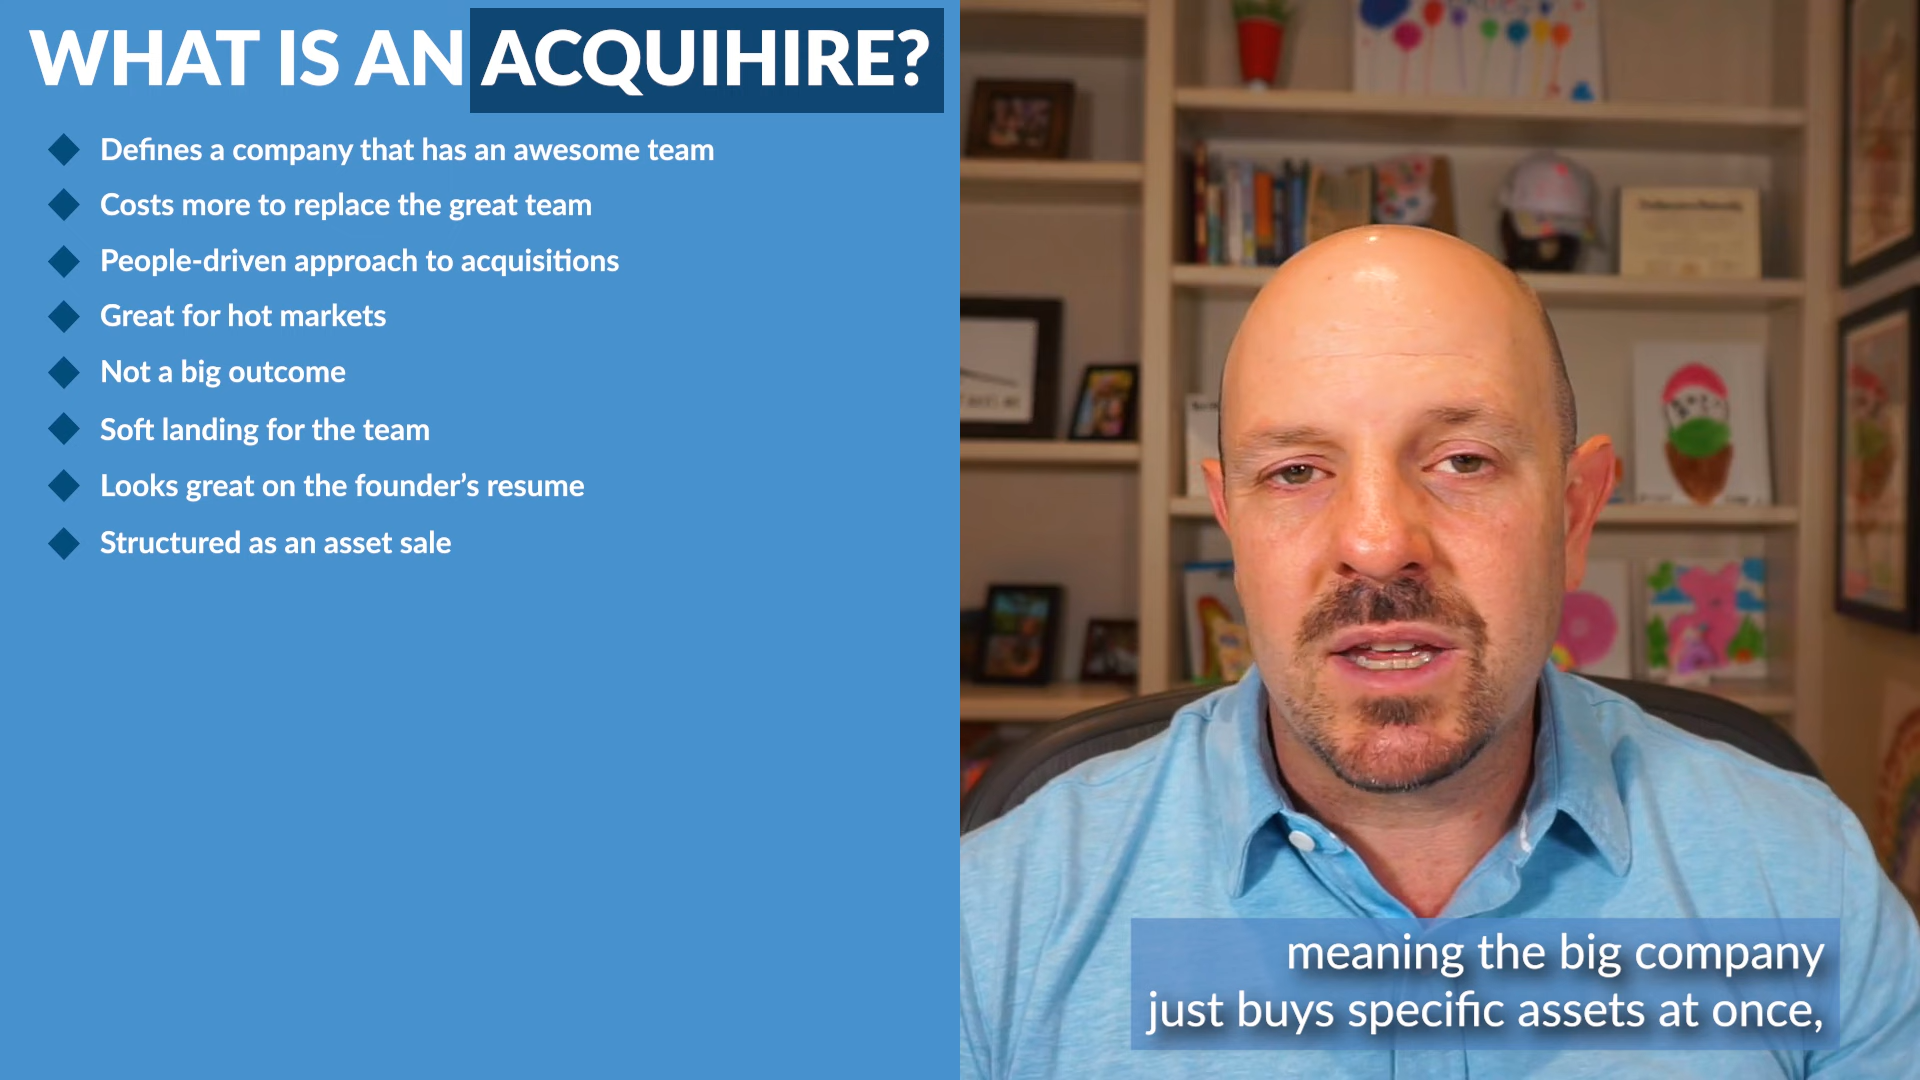 WHAT IS AN ACQUIHIRE?
Defines a company that has an awesome team
Costs more to replace the great team
People-driven approach to acquisitions
Great for hot markets
Not a big outcome
Soft landing for the team
Looks great on the founder’s resume
Structured as an asset sale
meaning the big company
just buys specific assets at once,